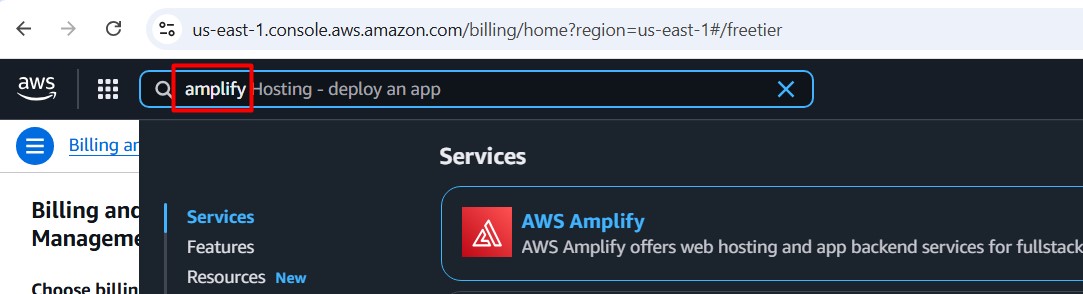 us-east-1.console.aws.amazon.com/billing/home?region=us-east-1#/freetier
aws
amplify Hosting - deploy an app
Billing ar
Services
Billing and
Manageme
Services
AWS Amplify
Features
AWS Amplify offers web hosting and app backend services for fullstack
Resources New
Choose billin